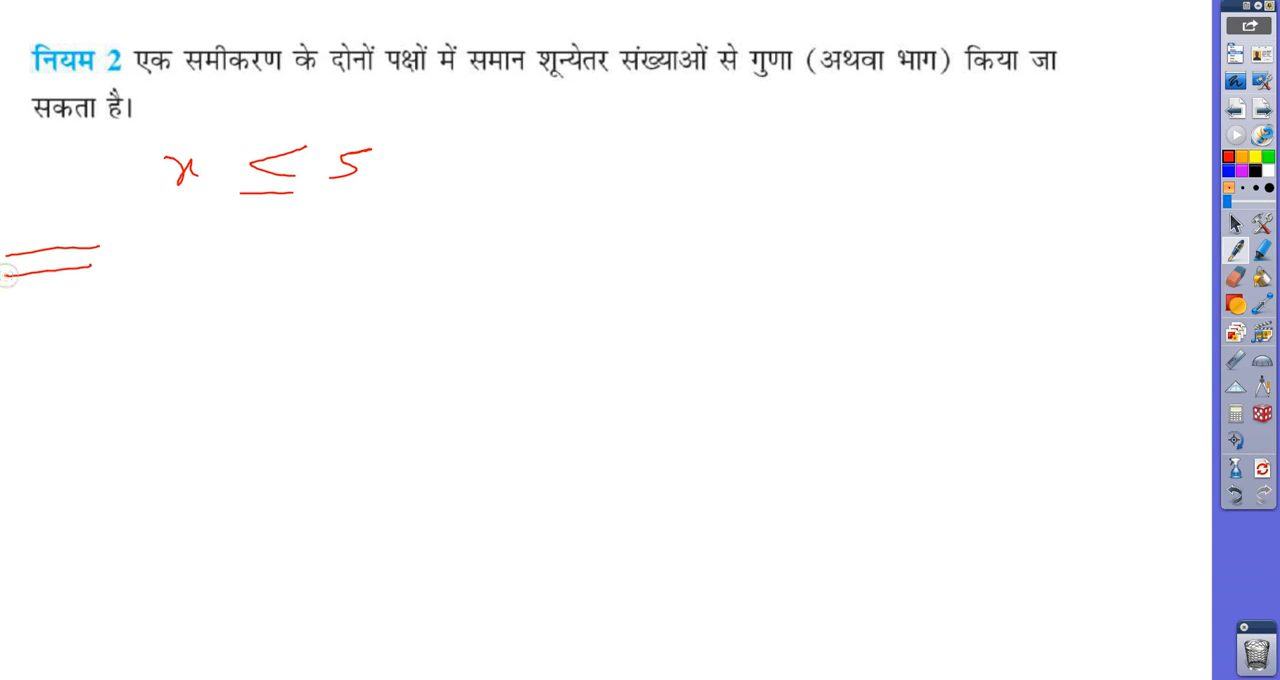 नियम 2 एक समीकरण के दोनों पक्षों में समान शून्येतर संख्याओं से गुणा (अथवा भाग) किया जा
सकता है।
x ≤ 5
=